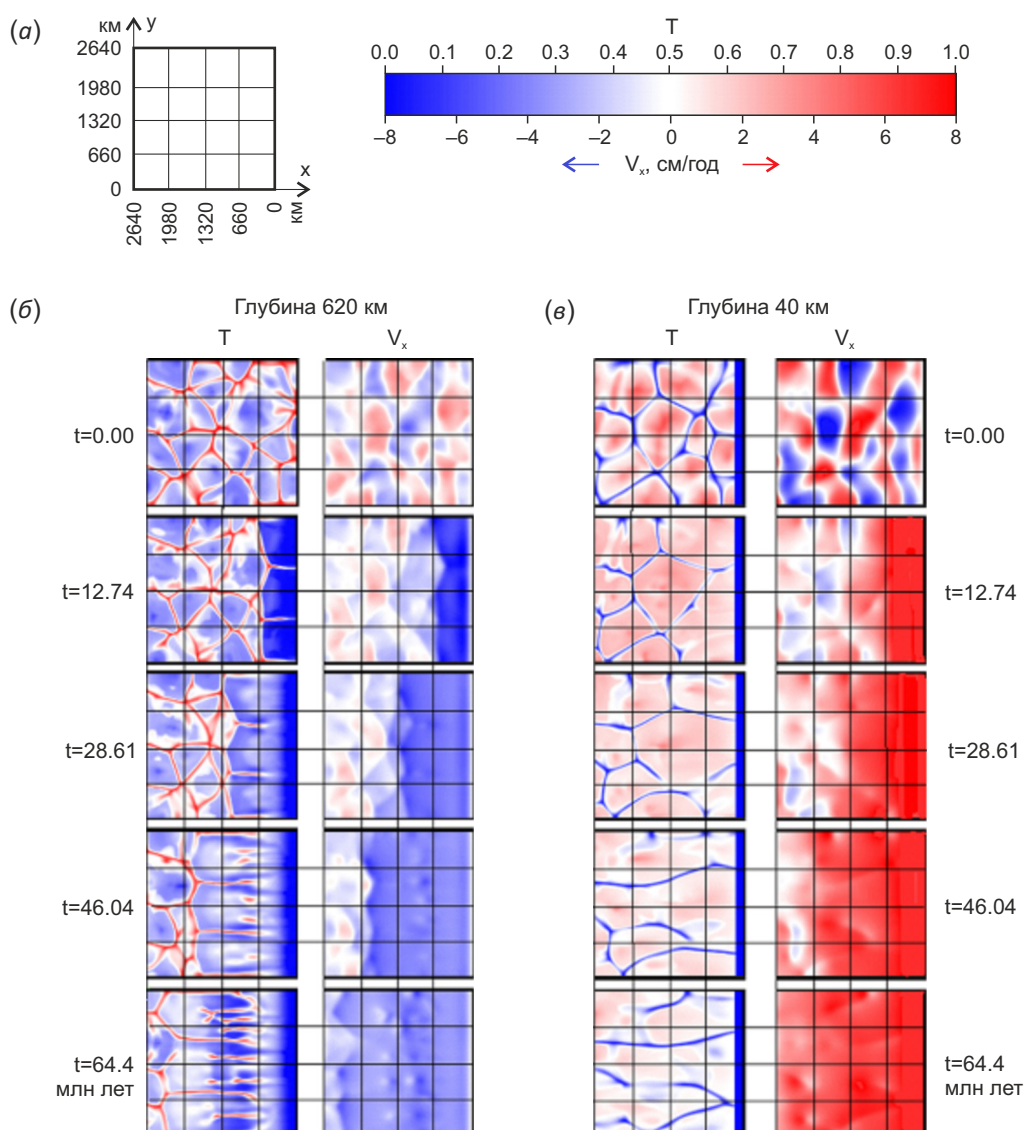 (а)
км y
2640
1980
1320
660
0
x
2640 1980 1320 660 0 км
T
0.0 0.1 0.2 0.3 0.4 0.5 0.6 0.7 0.8 0.9 1.0
–8 –6 –4 –2 0 2 4 6 8
Vₓ, см/год
(б) Глубина 620 км
T Vₓ
(в) Глубина 40 км
T Vₓ
t=0.00 t=0.00
t=12.74 t=12.74
t=28.61 t=28.61
t=46.04 t=46.04
t=64.4 t=64.4
млн лет млн лет